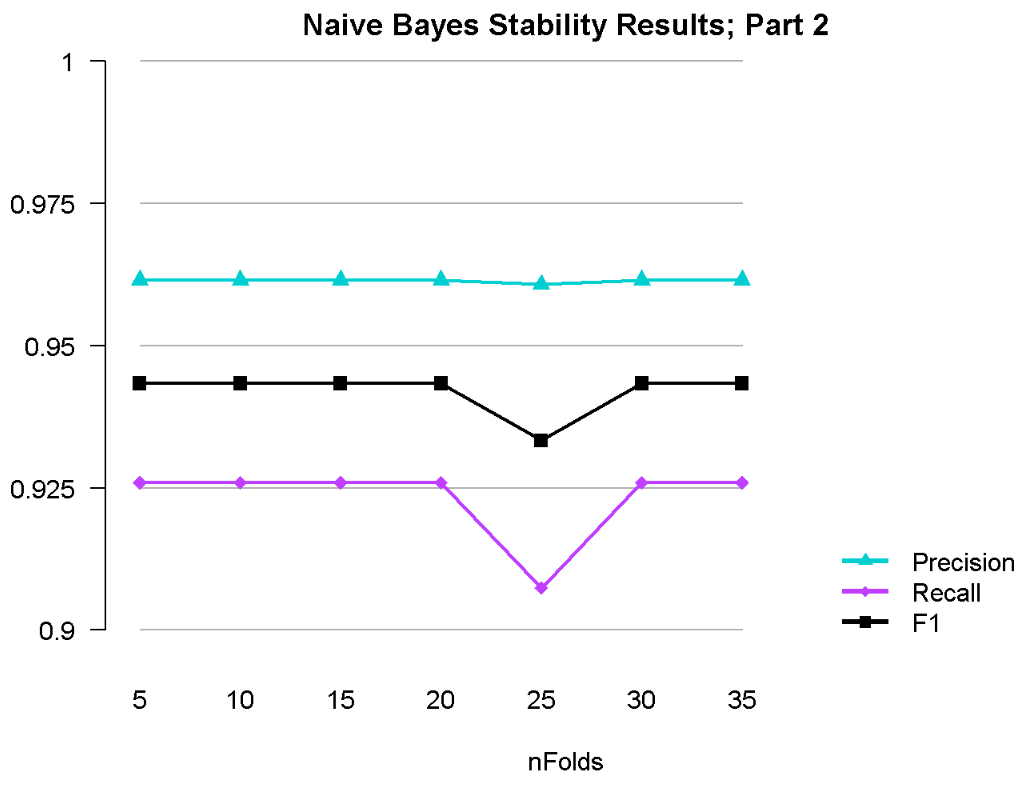 Naive Bayes Stability Results; Part 2
1
0.975
0.95
0.925
0.9
Precision
Recall
F1
5 10 15 20 25 30 35
nFolds